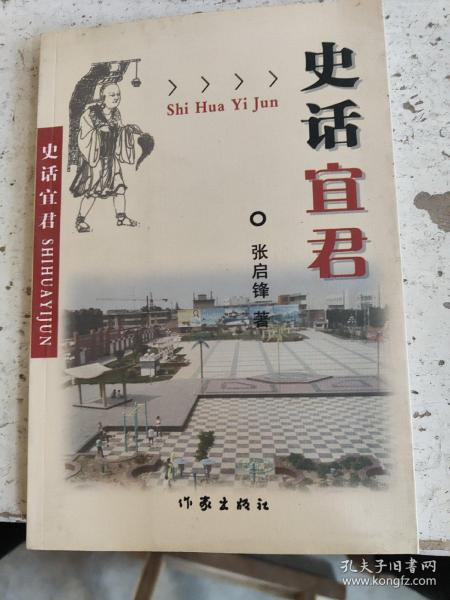 史话宜君
SHIHUAYIJUN
Shi Hua Yi Jun
史话宜君
张启锋 著
作家出版社
孔夫子旧书网
www.kongfz.com